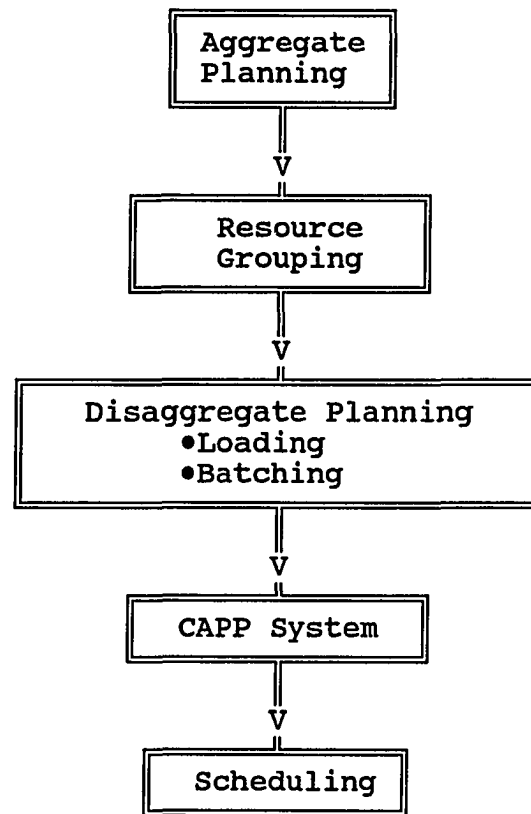 Aggregate
Planning
V
Resource
Grouping
V
Disaggregate Planning
•Loading
•Batching
V
CAPP System
V
Scheduling